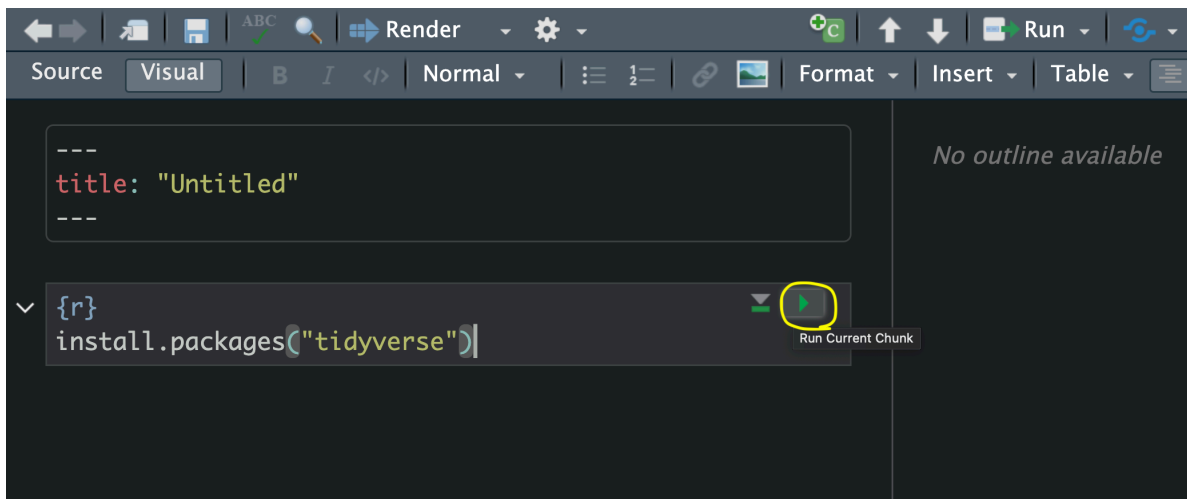 ABC Render Run
Source Visual B I </> Normal Format Insert Table
---
title: "Untitled"
---
No outline available
{r}
install.packages("tidyverse")
Run Current Chunk